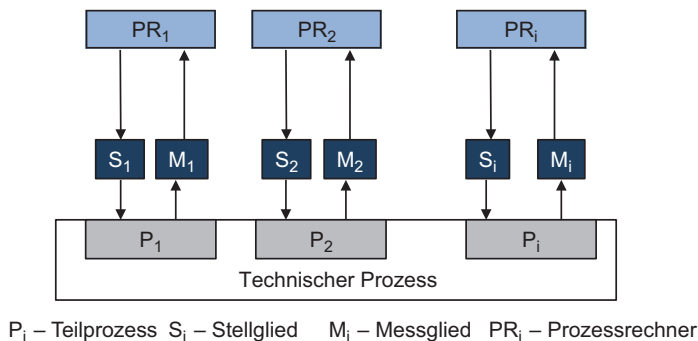 PR₁ PR₂ PRᵢ
S₁ M₁ S₂ M₂ Sᵢ Mᵢ
P₁ P₂ Pᵢ
Technischer Prozess
Pᵢ – Teilprozess Sᵢ – Stellglied Mᵢ – Messglied PRᵢ – Prozessrechner